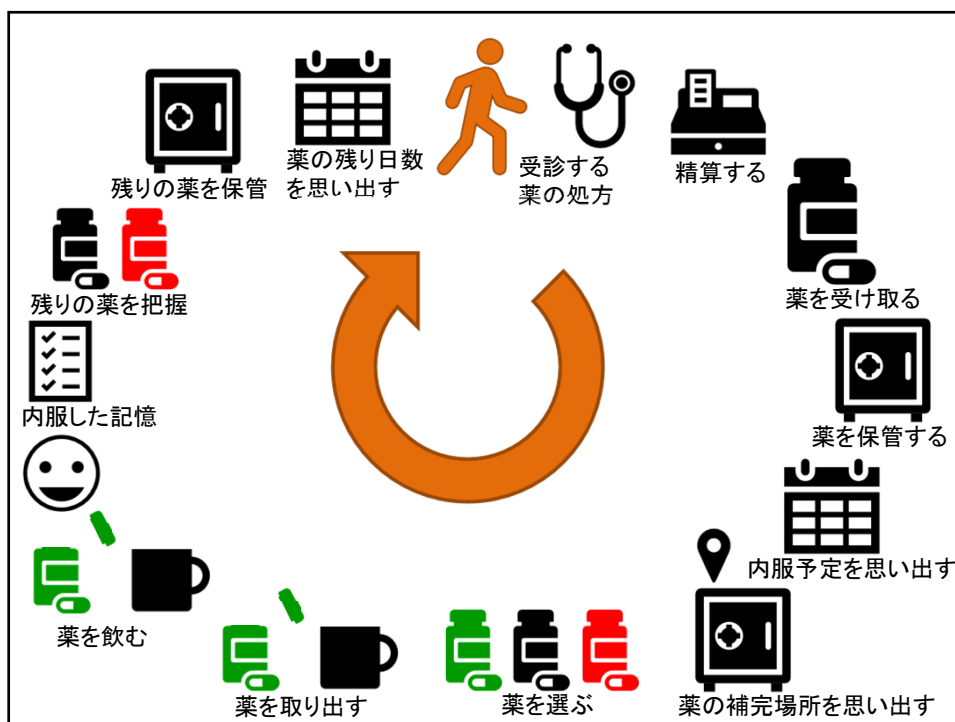 残りの薬を保管
薬の残り日数
を思い出す
受診する
薬の処方
精算する
薬を受け取る
薬を保管する
内服予定を思い出す
薬の補完場所を思い出す
薬を選ぶ
薬を取り出す
薬を飲む
内服した記憶
残りの薬を把握